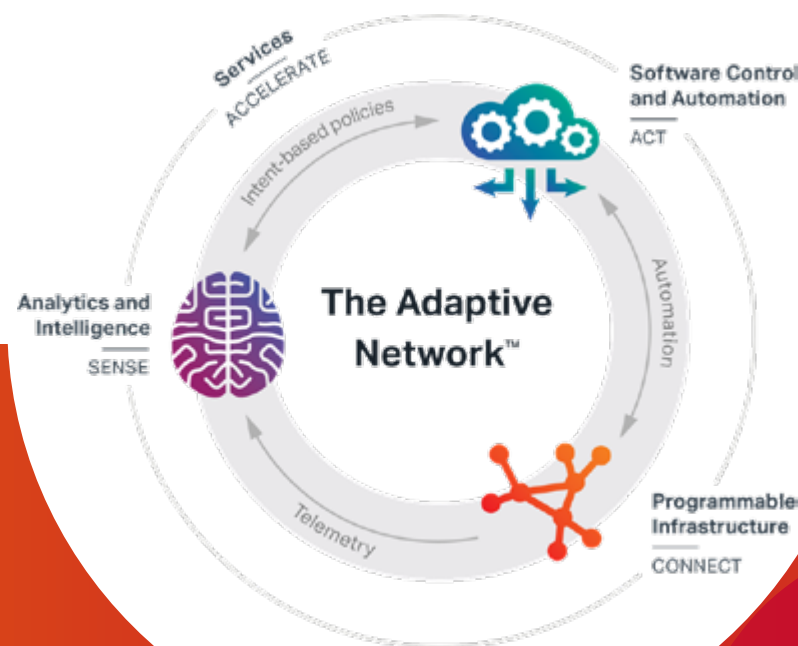 Services
ACCELERATE
Intent-based policies
Software Control
and Automation
ACT
Analytics and
Intelligence
SENSE
The Adaptive
Network™
Automation
Telemetry
Programmable
Infrastructure
CONNECT